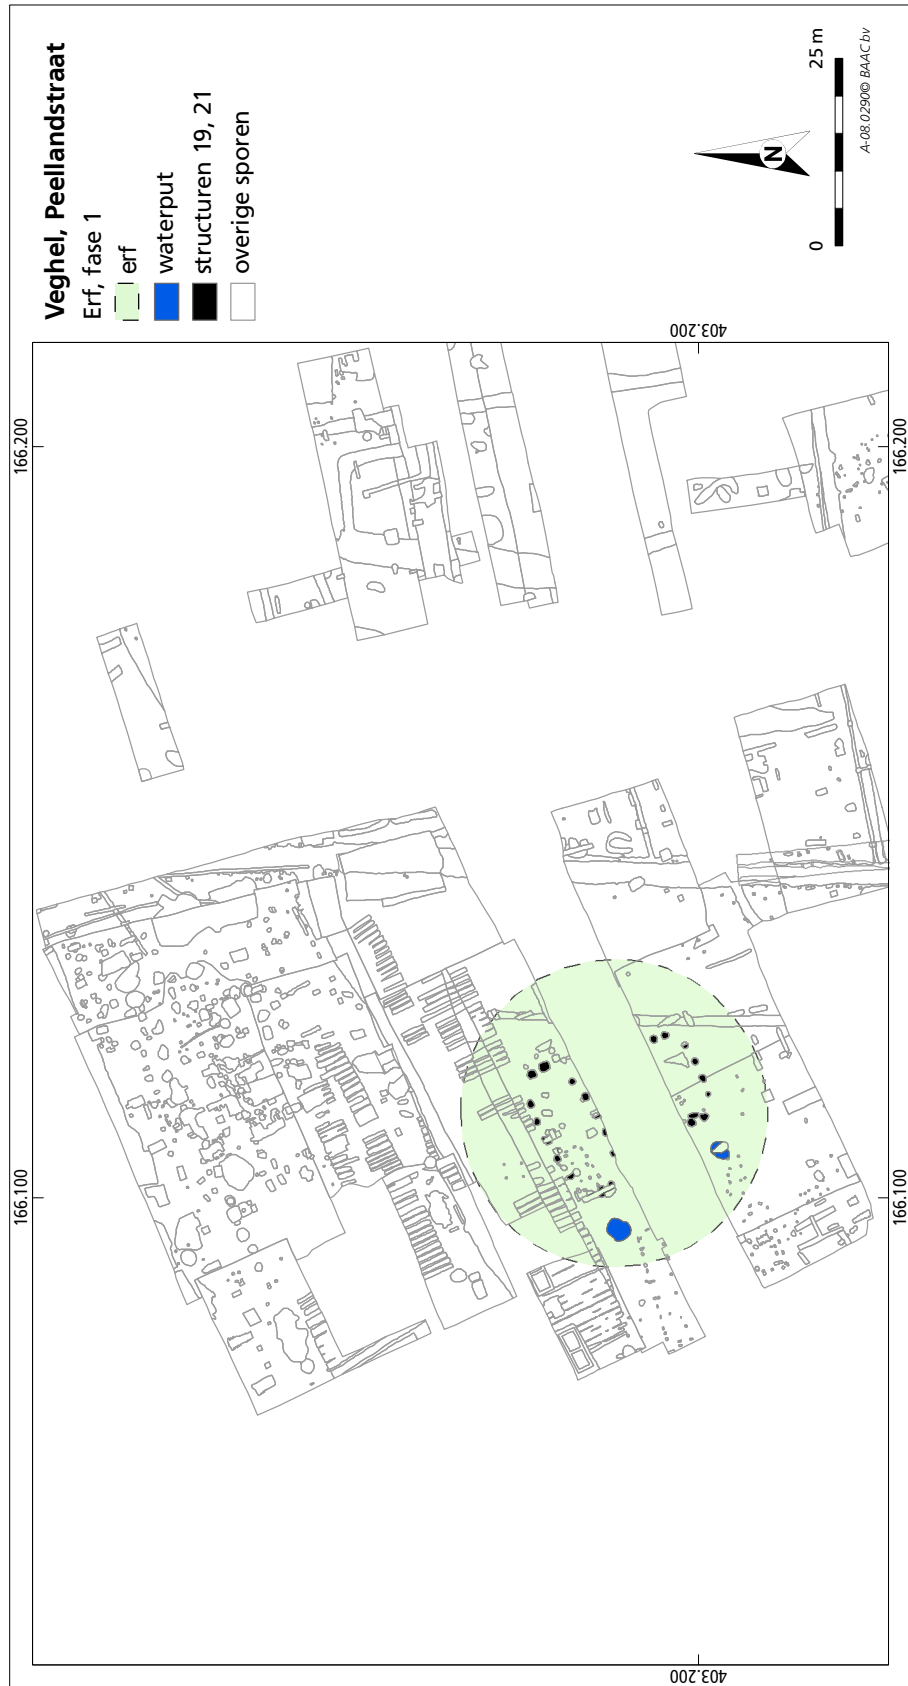 Veghel, Peellandstraat
Erf, fase 1
erf
waterput
structuren 19, 21
overige sporen
N
0 25 m
A-08.0290© BAAC bv
166.200
166.200
166.100
166.100
403.200
403.200